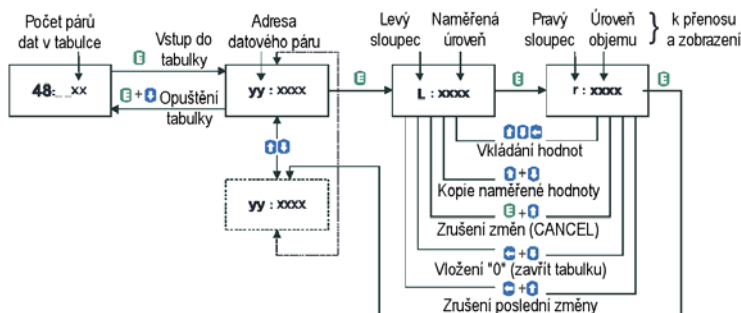 Počet párů
dat v tabulce
Vstup do
tabulky
Adresa
datového páru
Levý
sloupec
Naměřená
úroveň
Pravý
sloupec
Úroveň
objemu
} k přenosu
a zobrazení
E
48:__xx
E + ⇩
Opuštění
tabulky
yy : xxxx
E
L : xxxx
E
r : xxxx
E
⇧⇩
yy : xxxx
⇧⇩⇦
Vkládání hodnot
⇧+⇩
Kopie naměřené hodnoty
E+⇧
Zrušení změn (CANCEL)
⇦+⇩
Vložení "0" (zavřít tabulku)
⇦+⇧
Zrušení poslední změny